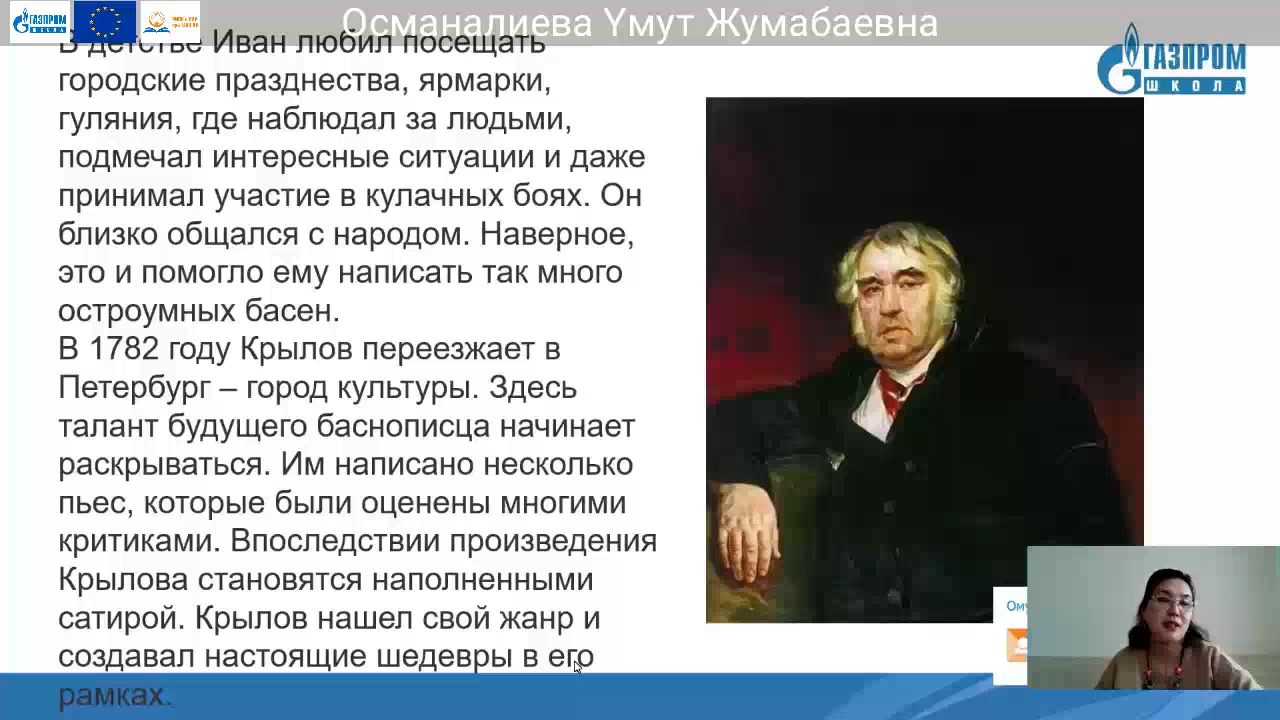 ГАЗПРОМ
ШКОЛА
Османалиева Үмут Жумабаевна
ГАЗПРОМ
ШКОЛА
В детстве Иван любил посещать
городские празднества, ярмарки,
гуляния, где наблюдал за людьми,
подмечал интересные ситуации и даже
принимал участие в кулачных боях. Он
близко общался с народом. Наверное,
это и помогло ему написать так много
остроумных басен.
В 1782 году Крылов переезжает в
Петербург – город культуры. Здесь
талант будущего баснописца начинает
раскрываться. Им написано несколько
пьес, которые были оценены многими
критиками. Впоследствии произведения
Крылова становятся наполненными
сатирой. Крылов нашел свой жанр и
создавал настоящие шедевры в его
рамках.